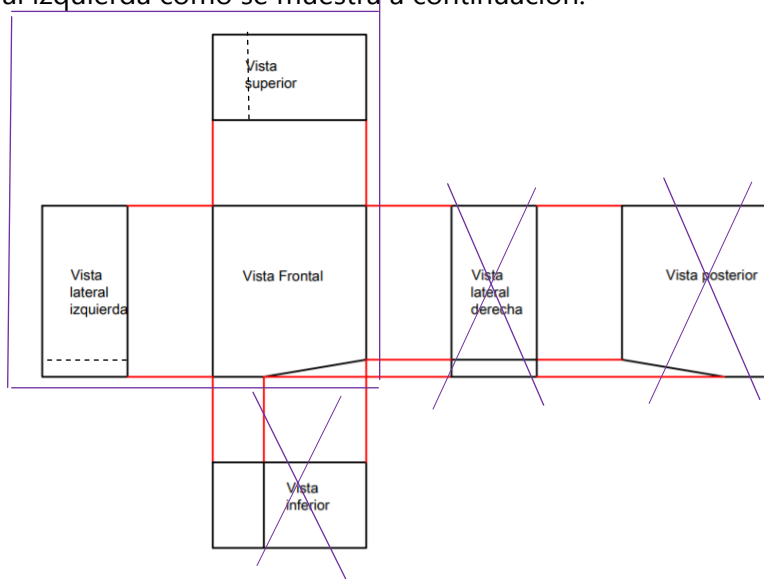 al izquierda como se muestra a continuación.
Vista
superior
Vista
lateral
izquierda
Vista Frontal
Vista
lateral
derecha
Vista posterior
Vista
inferior